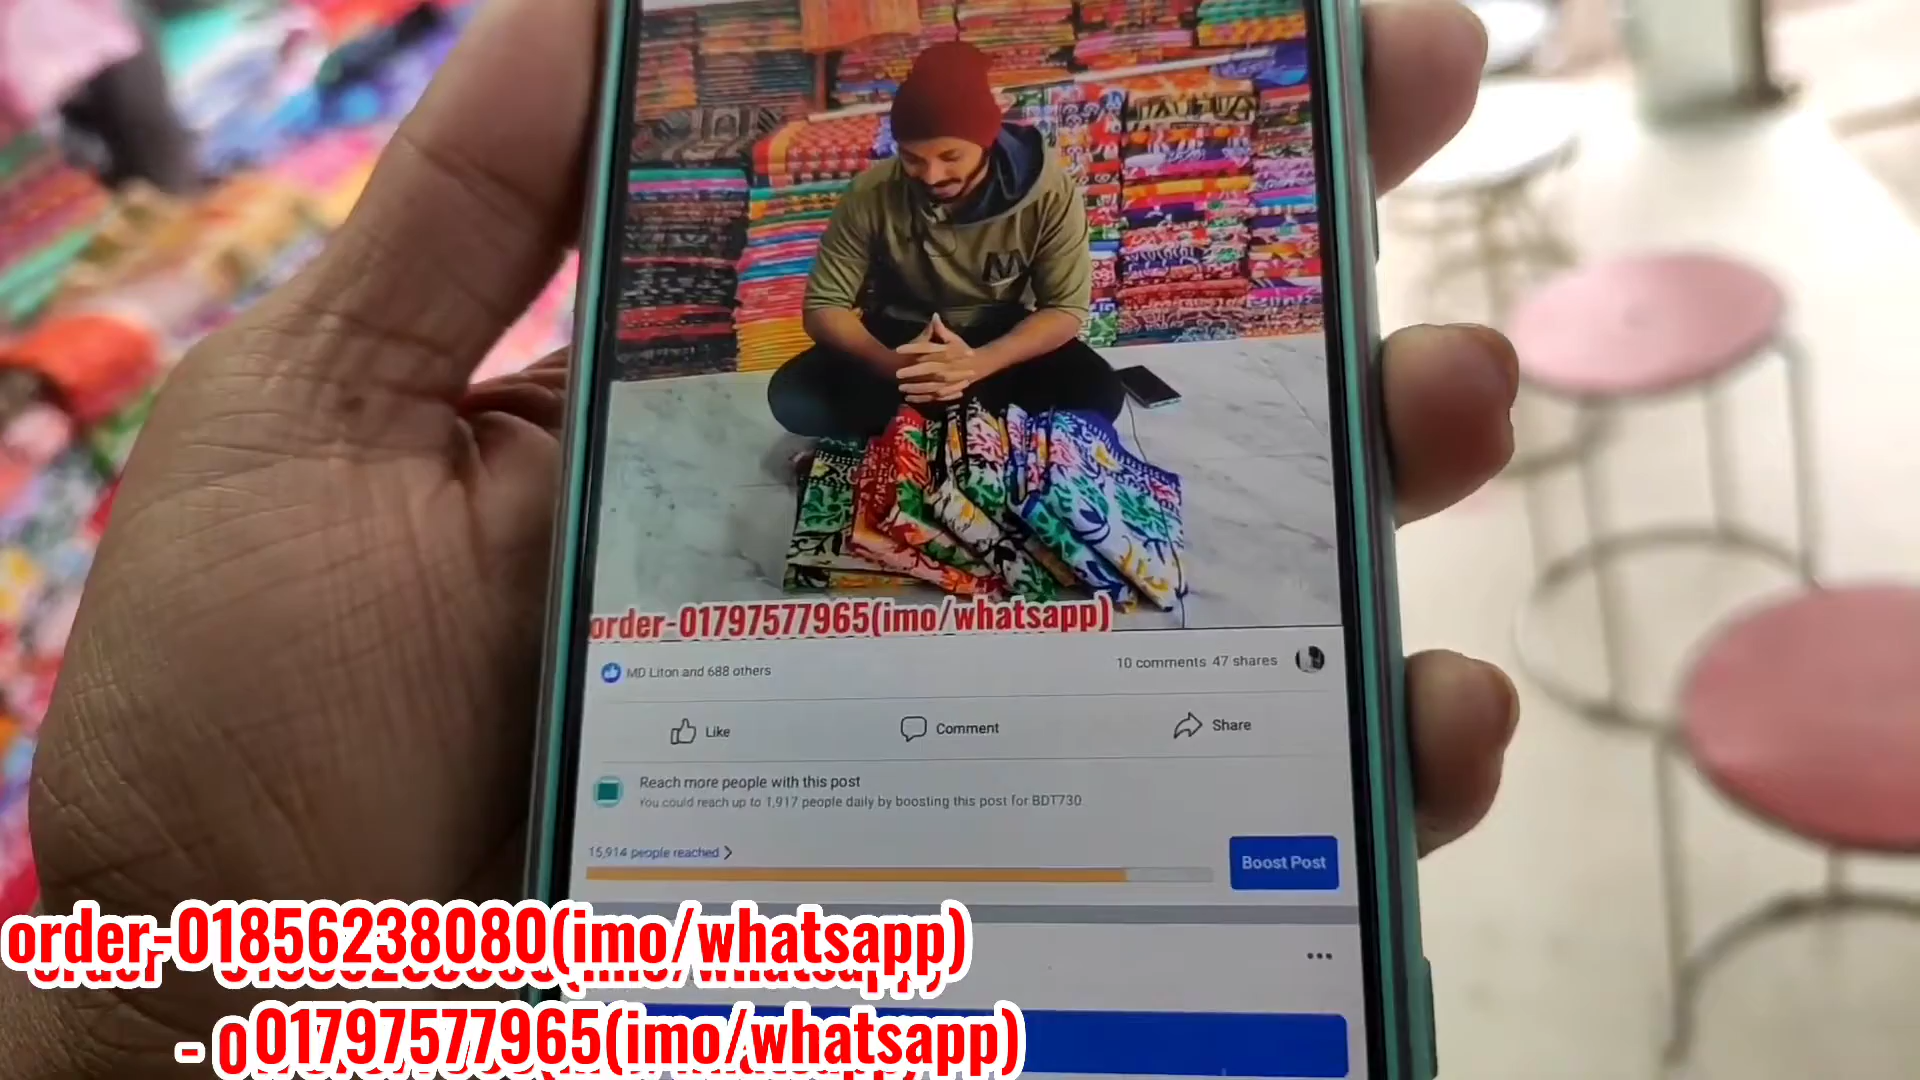 M
order-01797577965(imo/whatsapp)
MD Liton and 688 others
10 comments 47 shares
Like
Comment
Share
Reach more people with this post
You could reach up to 1,917 people daily by boosting this post for BDT730
15,914 people reached
Boost Post
order-01856238080(imo/whatsapp)
01797577965(imo/whatsapp)